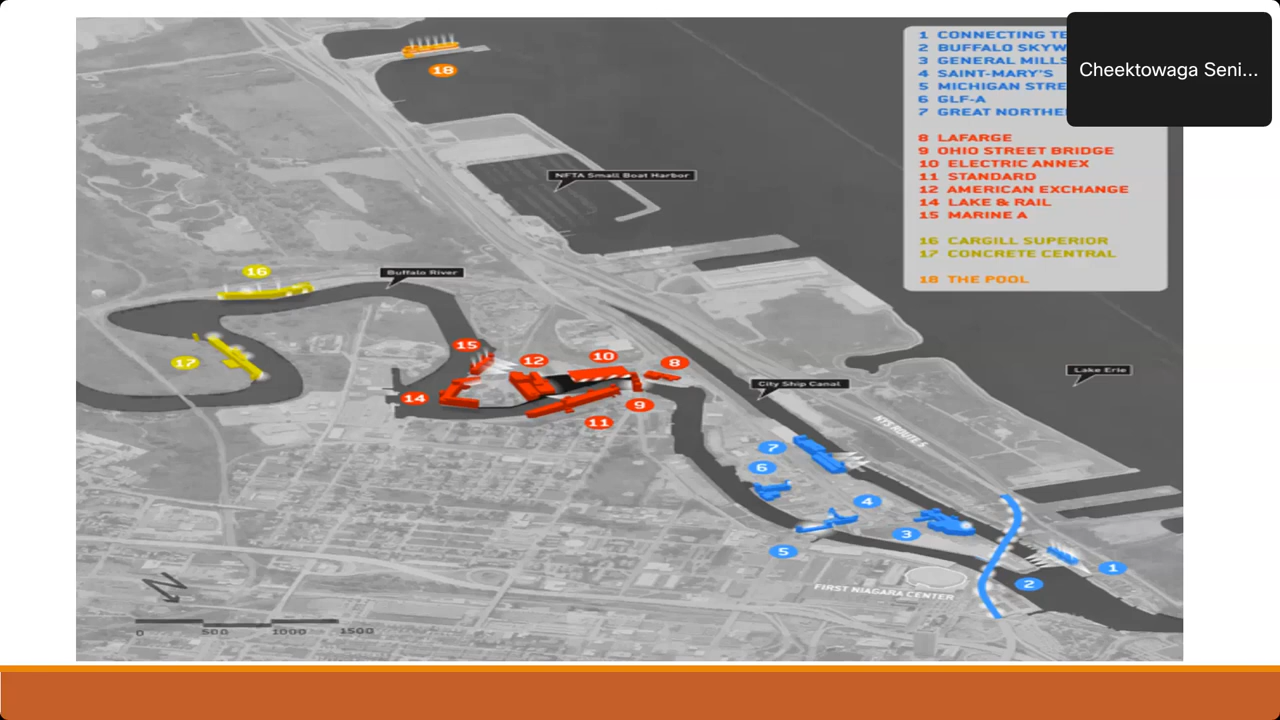 1 CONNECTING TE
2 BUFFALO SKYW
3 GENERAL MILLS
4 SAINT-MARY'S
5 MICHIGAN STRE
6 GLF-A
7 GREAT NORTHE
8 LAFARGE
9 OHIO STREET BRIDGE
10 ELECTRIC ANNEX
11 STANDARD
12 AMERICAN EXCHANGE
14 LAKE & RAIL
15 MARINE A
16 CARGILL SUPERIOR
17 CONCRETE CENTRAL
18 THE POOL
Cheektowaga Seni...
18
NFTA Small Boat Harbor
16
Buffalo River
17
15
12
10
8
14
9
11
City Ship Canal
Lake Erie
NYS ROUTE 5
7
6
4
5
3
1
2
FIRST NIAGARA CENTER
N
0 500 1000 1500